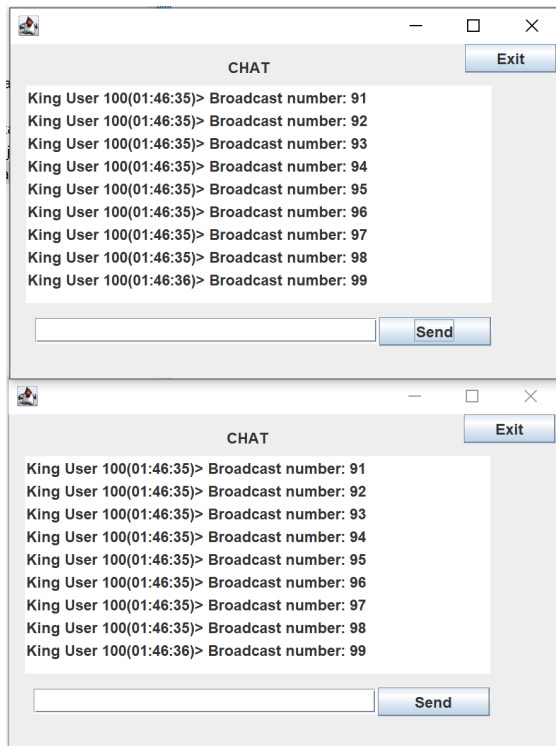 CHAT
Exit
King User 100(01:46:35)> Broadcast number: 91
King User 100(01:46:35)> Broadcast number: 92
King User 100(01:46:35)> Broadcast number: 93
King User 100(01:46:35)> Broadcast number: 94
King User 100(01:46:35)> Broadcast number: 95
King User 100(01:46:35)> Broadcast number: 96
King User 100(01:46:35)> Broadcast number: 97
King User 100(01:46:35)> Broadcast number: 98
King User 100(01:46:36)> Broadcast number: 99
Send
CHAT
Exit
King User 100(01:46:35)> Broadcast number: 91
King User 100(01:46:35)> Broadcast number: 92
King User 100(01:46:35)> Broadcast number: 93
King User 100(01:46:35)> Broadcast number: 94
King User 100(01:46:35)> Broadcast number: 95
King User 100(01:46:35)> Broadcast number: 96
King User 100(01:46:35)> Broadcast number: 97
King User 100(01:46:35)> Broadcast number: 98
King User 100(01:46:36)> Broadcast number: 99
Send